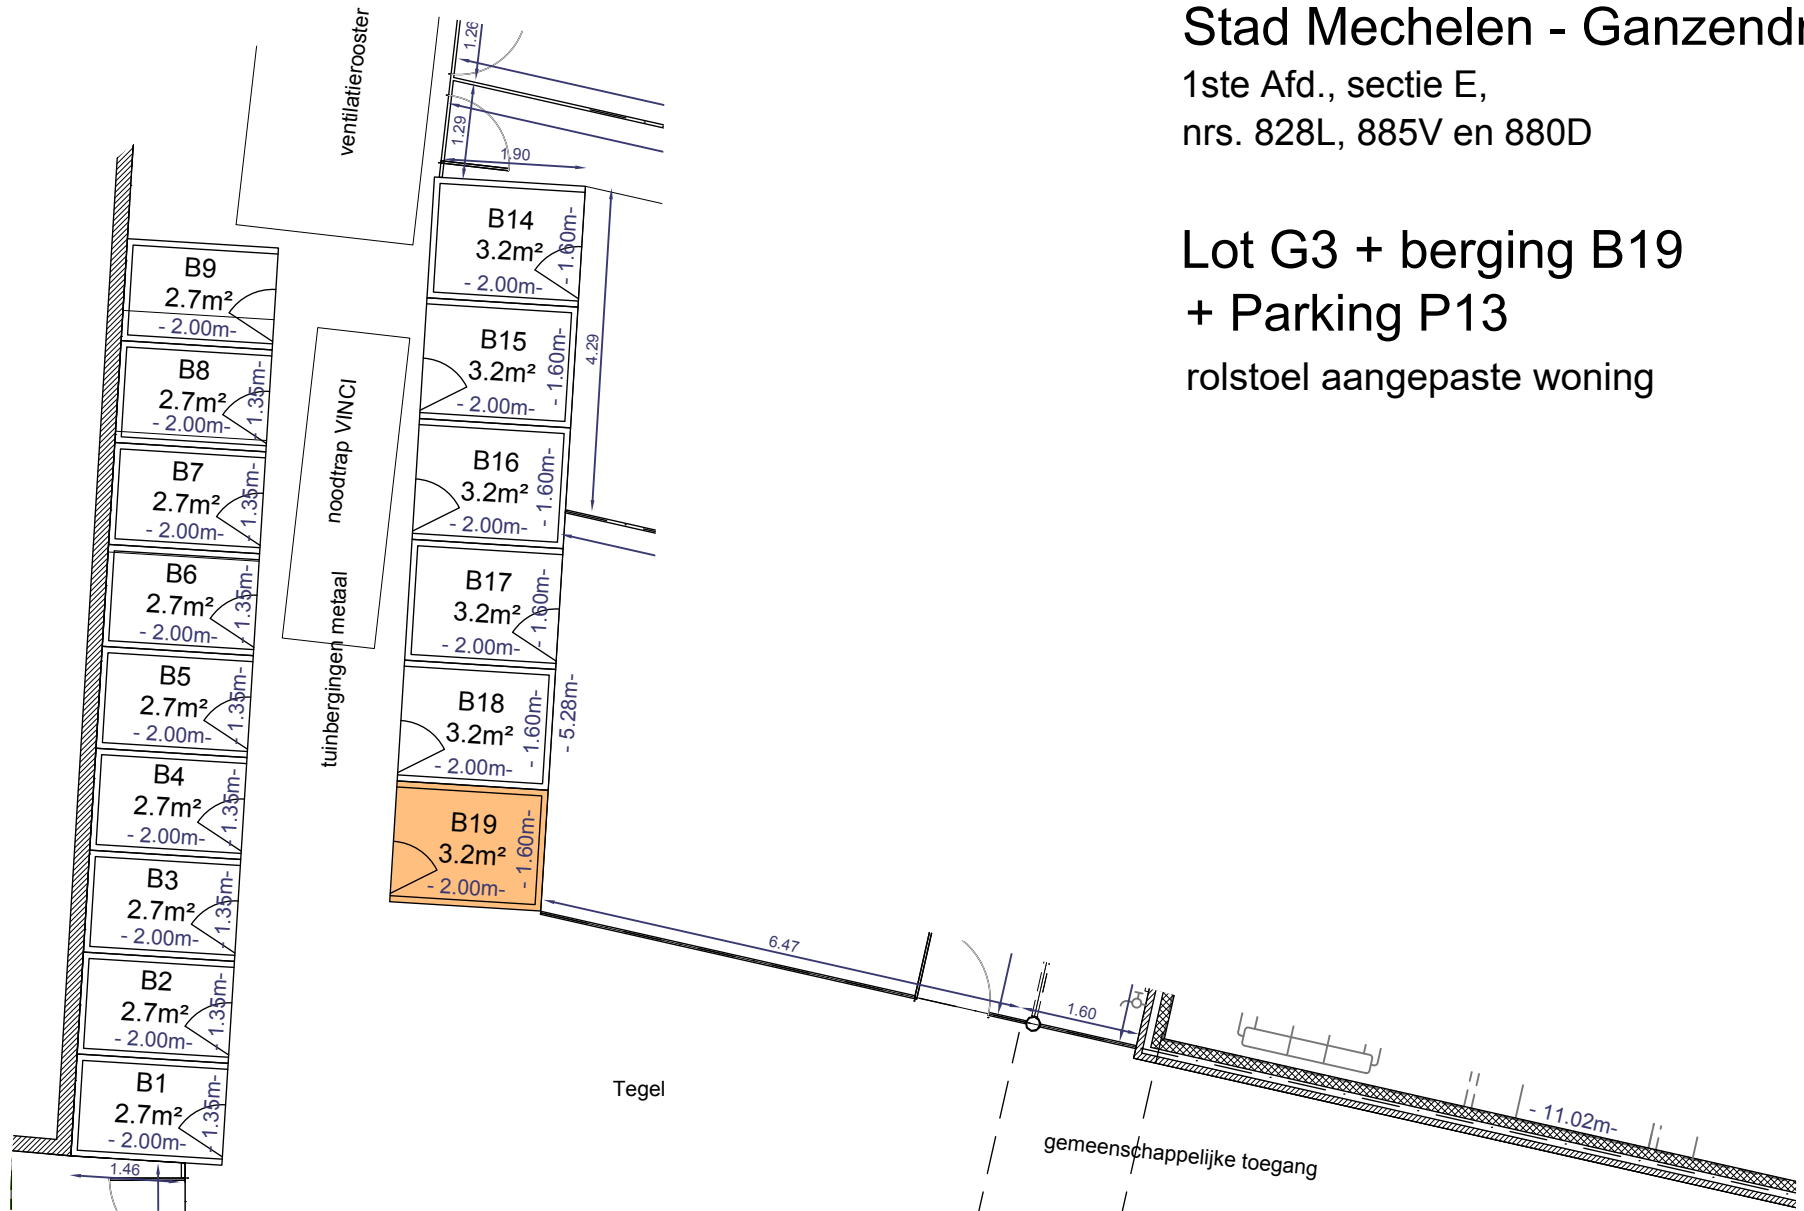 Stad Mechelen - Ganzendr
1ste Afd., sectie E,
nrs. 828L, 885V en 880D
Lot G3 + berging B19
+ Parking P13
rolstoel aangepaste woning
ventilatierooster
1.26
1.29
1.90
B14
3.2m²
- 2.00m-
- 1.60m-
B15
3.2m²
- 2.00m-
- 1.60m-
4.29
B16
3.2m²
- 2.00m-
- 1.60m-
B17
3.2m²
- 2.00m-
- 1.60m-
B18
3.2m²
- 2.00m-
- 1.60m-
- 5.28m-
B19
3.2m²
- 2.00m-
- 1.60m-
B9
2.7m²
- 2.00m-
B8
2.7m²
- 2.00m-
- 1.35m-
B7
2.7m²
- 2.00m-
- 1.35m-
B6
2.7m²
- 2.00m-
- 1.35m-
B5
2.7m²
- 2.00m-
- 1.35m-
B4
2.7m²
- 2.00m-
- 1.35m-
B3
2.7m²
- 2.00m-
- 1.35m-
B2
2.7m²
- 2.00m-
- 1.35m-
B1
2.7m²
- 2.00m-
- 1.35m-
1.46
noodtrap VINCI
tuinbergingen metaal
6.47
1.60
Tegel
gemeenschappelijke toegang
- 11.02m-